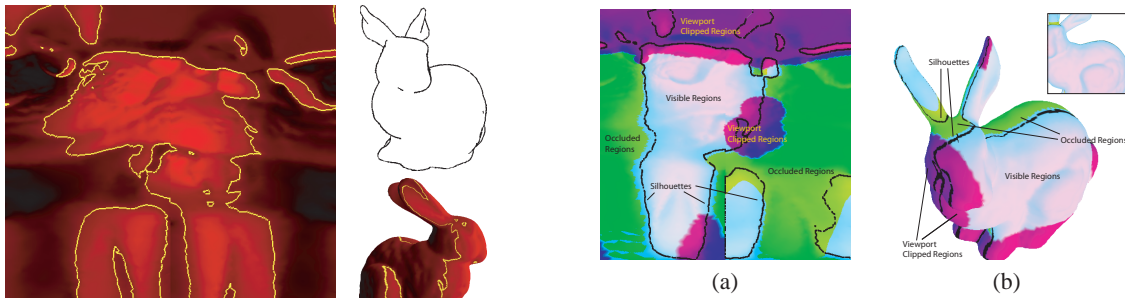 Viewport
Clipped Regions
Visible Regions
Viewport
Clipped Regions
Occluded
Regions
Occluded Regions
Silhouettes
(a)
Silhouettes
Occluded Regions
Visible Regions
Viewport
Clipped Regions
(b)